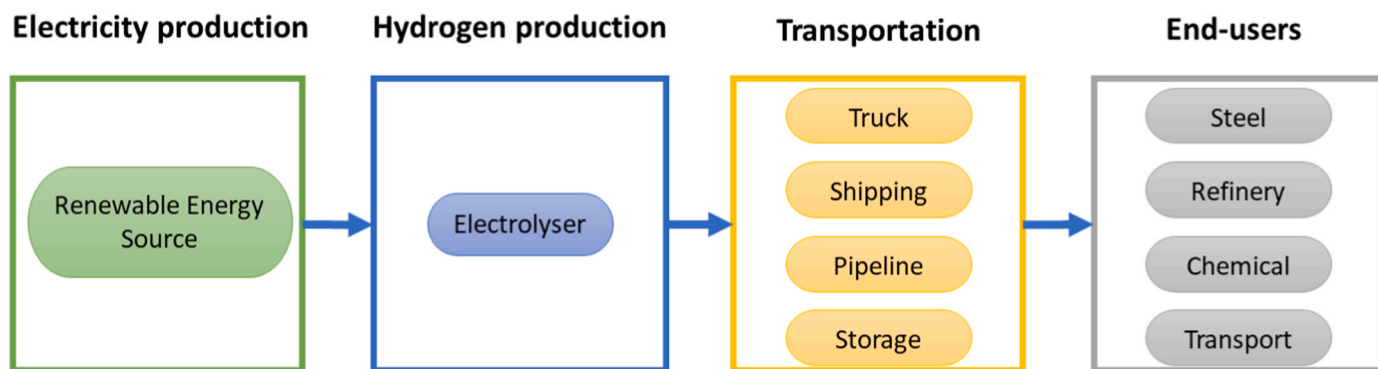 Electricity production
Hydrogen production
Transportation
End-users
Renewable Energy
Source
Electrolyser
Truck
Shipping
Pipeline
Storage
Steel
Refinery
Chemical
Transport